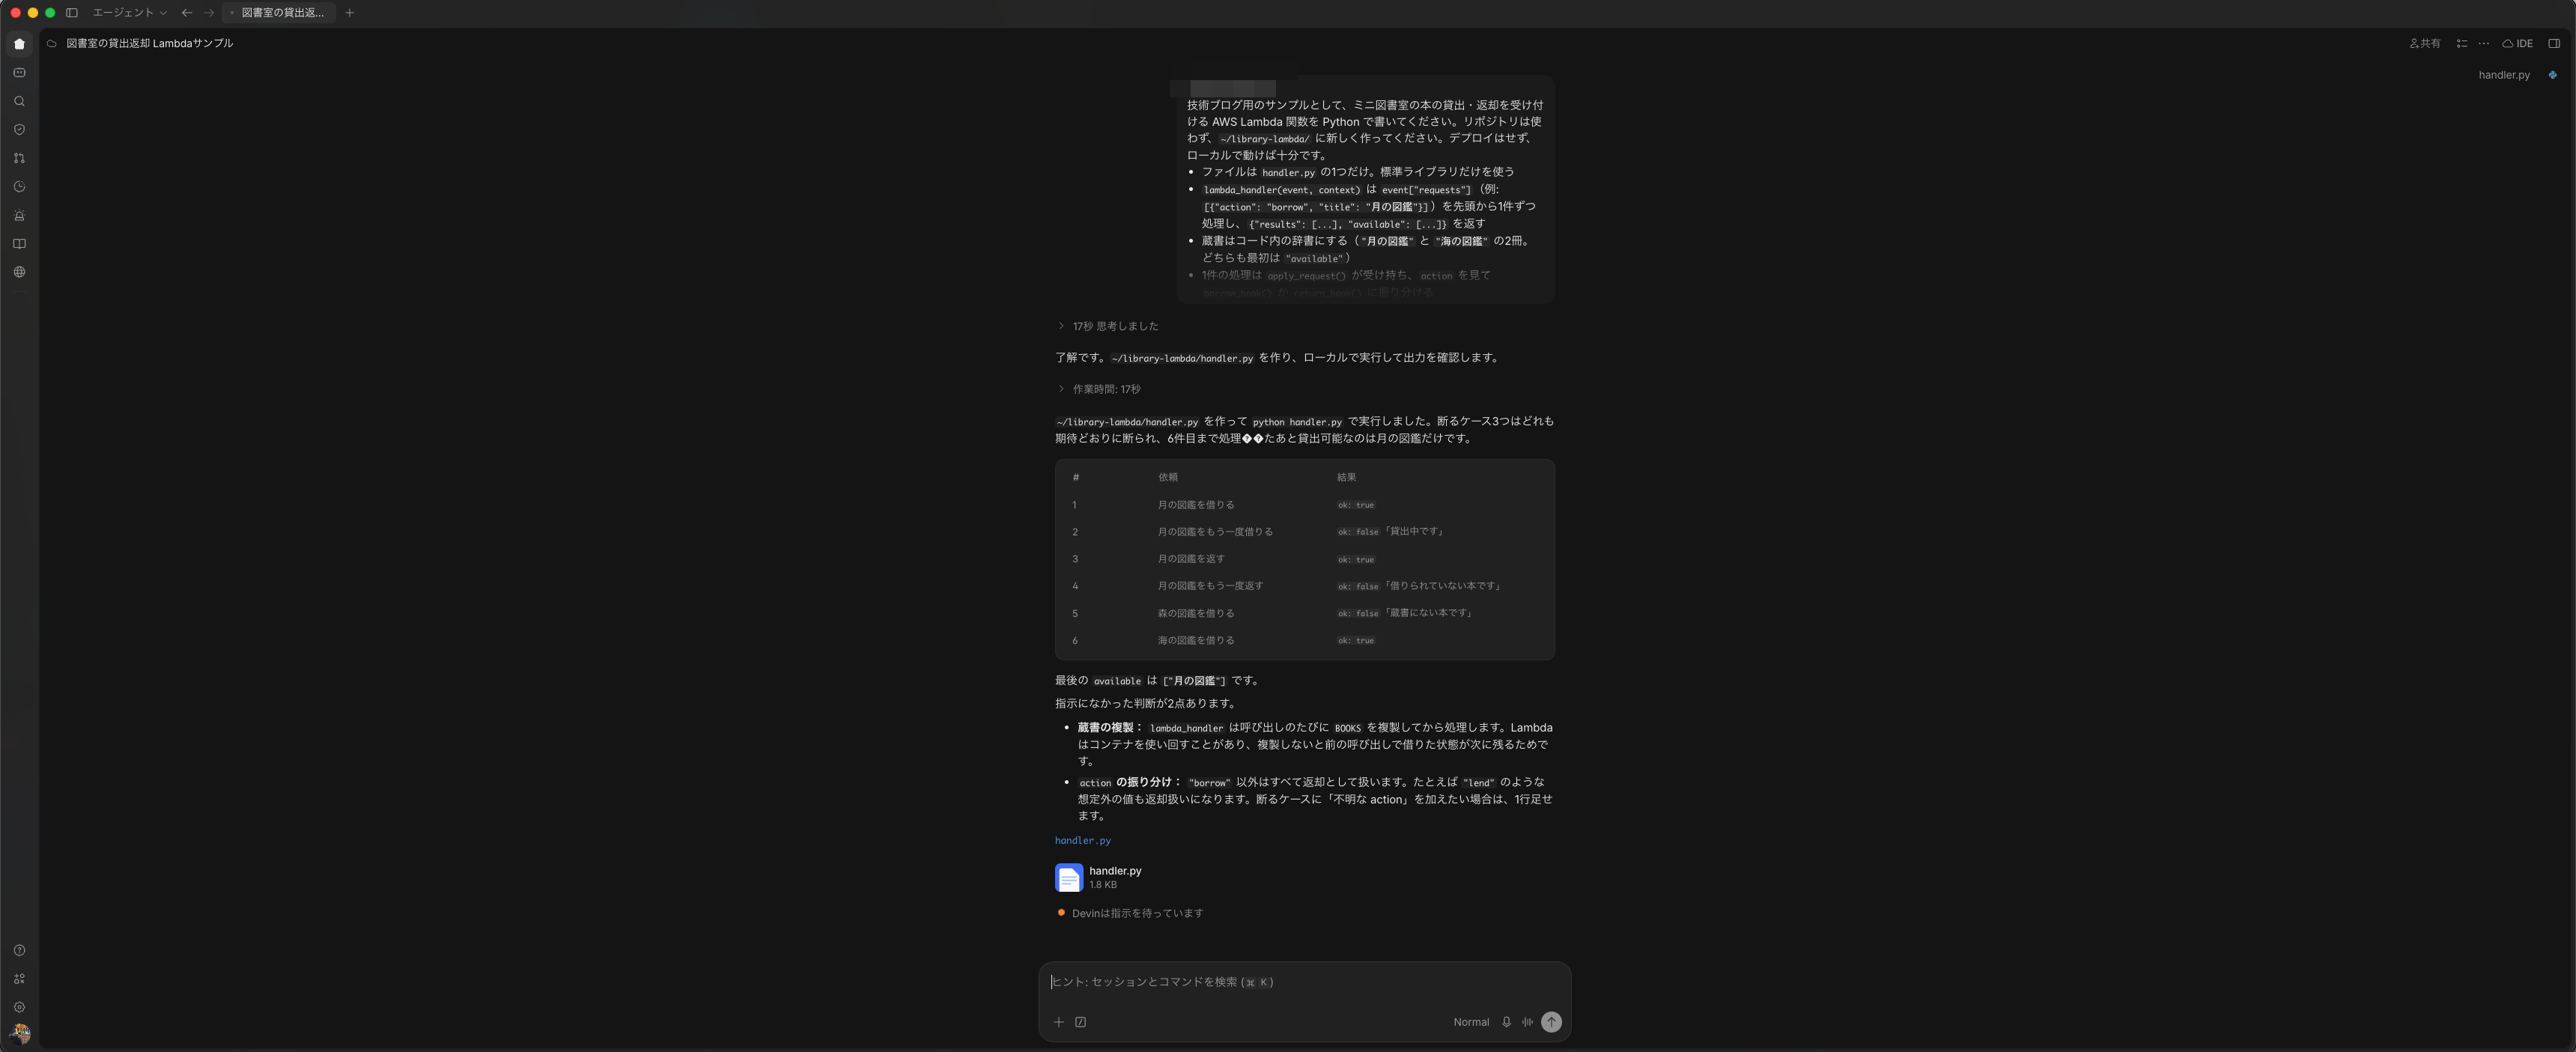 エージェント
図書室の貸出返...
図書室の貸出返却 Lambdaサンプル
共有
IDE
handler.py
技術ブログ用のサンプルとして、ミニ図書室の本の貸出・返却を受け付
ける AWS Lambda 関数を Python で書いてください。リポジトリは使
わず、~/library-lambda/ に新しく作ってください。デプロイはせず、
ローカルで動けば十分です。
• ファイルは handler.py の1つだけ。標準ライブラリだけを使う
• lambda_handler(event, context) は event["requests"](例:
[{"action": "borrow", "title": "月の図鑑"}])を先頭から1件ずつ
処理し、{"results": [...], "available": [...]} を返す
• 蔵書はコード内の辞書にする("月の図鑑" と "海の図鑑" の2冊。
どちらも最初は "available")
• 1件の処理は apply_request() が受け持ち、action を見て
borrow_book() か return_book() に振り分ける
17秒 思考しました
了解です。~/library-lambda/handler.py を作り、ローカルで実行して出力を確認します。
作業時間: 17秒
~/library-lambda/handler.py を作って python handler.py で実行しました。断るケース3つはどれも
期待どおりに断られ、6件目まで処理��たあと貸出可能なのは月の図鑑だけです。
# 依頼 結果
1 月の図鑑を借りる ok: true
2 月の図鑑をもう一度借りる ok: false「貸出中です」
3 月の図鑑を返す ok: true
4 月の図鑑をもう一度返す ok: false「借りられていない本です」
5 森の図鑑を借りる ok: false「蔵書にない本です」
6 海の図鑑を借りる ok: true
最後の available は ["月の図鑑"] です。
指示になかった判断が2点あります。
• 蔵書の複製: lambda_handler は呼び出しのたびに BOOKS を複製してから処理します。Lambda
はコンテナを使い回すことがあり、複製しないと前の呼び出しで借りた状態が次に残るためで
す。
• action の振り分け: "borrow" 以外はすべて返却として扱います。たとえば "lend" のような
想定外の値も返却扱いになります。断るケースに「不明な action」を加えたい場合は、1行足せ
ます。
handler.py
handler.py
1.8 KB
Devinは指示を待っています
ヒント: セッションとコマンドを検索 (⌘ K)
Normal